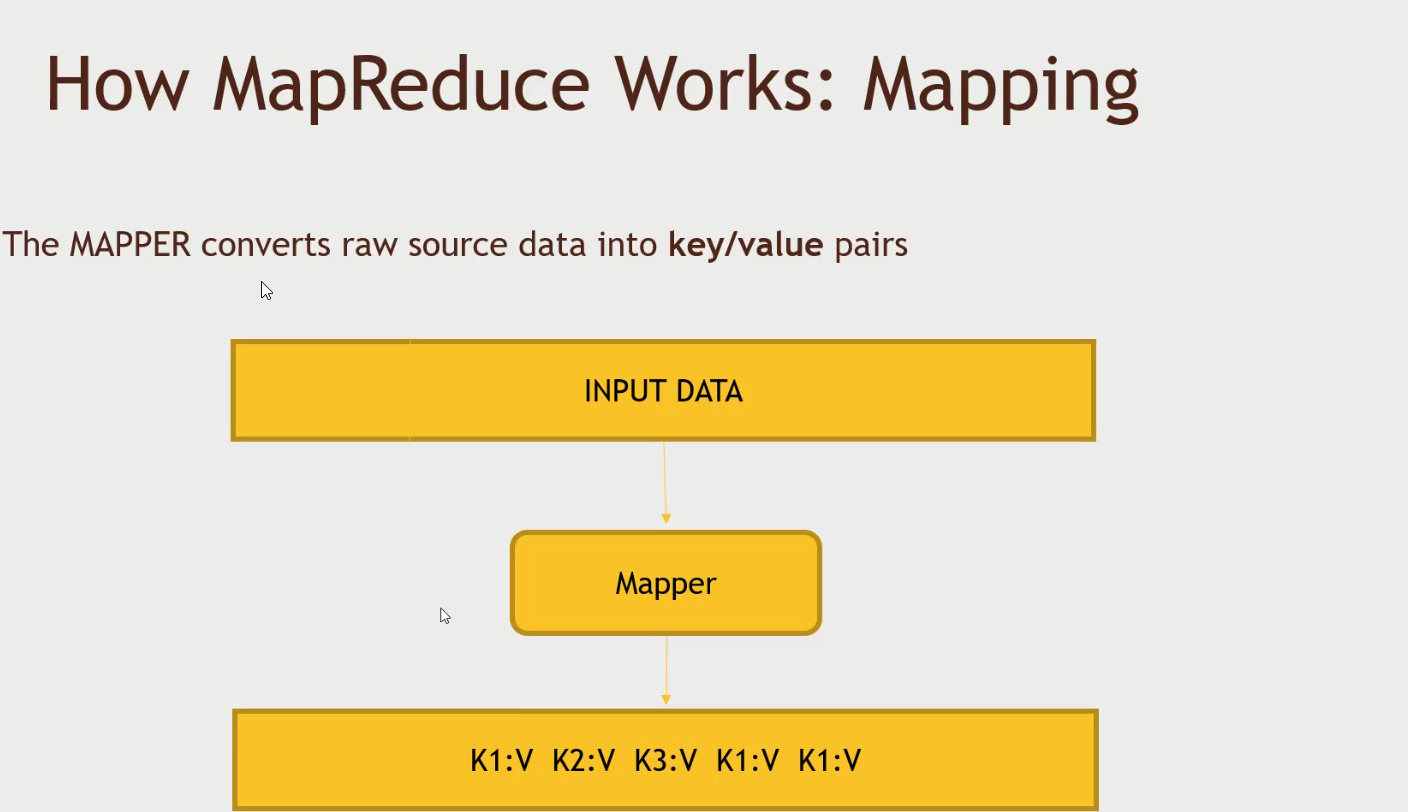 How MapReduce Works: Mapping
The MAPPER converts raw source data into key/value pairs
INPUT DATA
Mapper
K1:V K2:V K3:V K1:V K1:V